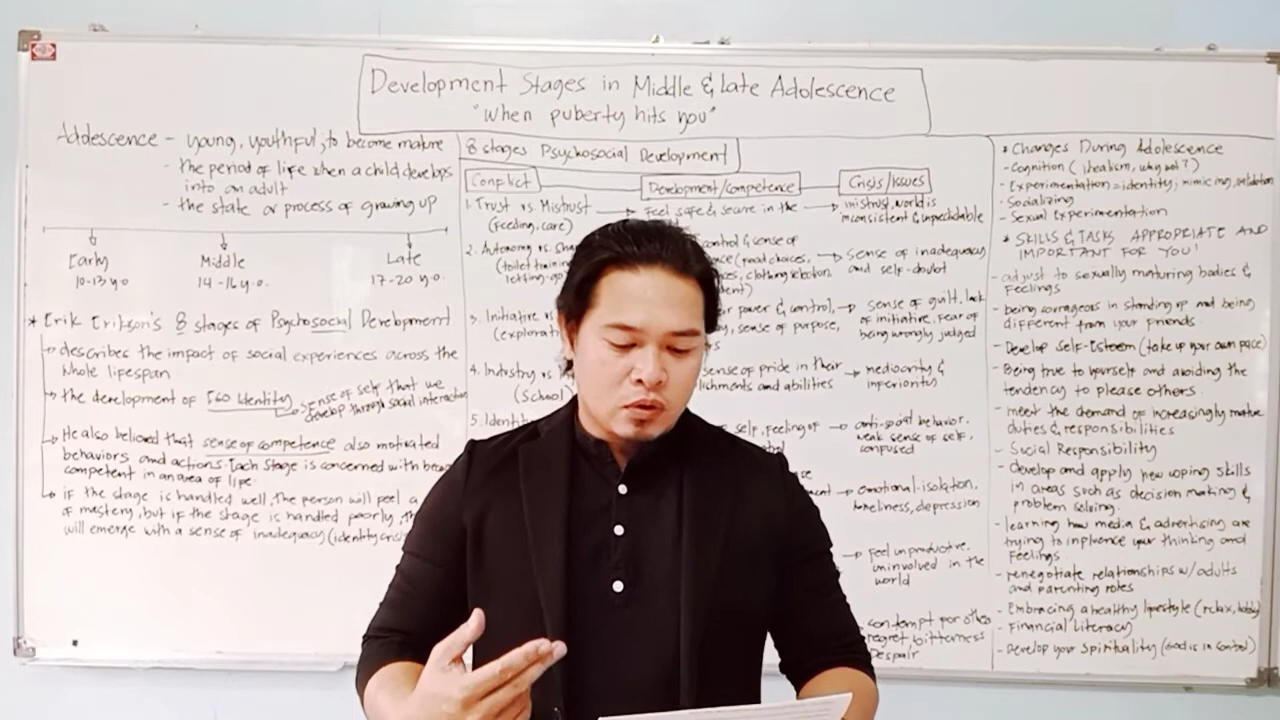 Development Stages in Middle & Late Adolescence
"When puberty hits you"
Adolescence - young, youthful, to become mature
- the period of life when a child develops
into an adult
- the state or process of growing up
Early
Middle
Late
10-13 y.o
14-16 y.o.
17-20 y.o.
* Erik Erikson's 8 stages of Psychosocial Development
describes the impact of social experiences across the
whole lifespan
the development of Ego Identity
sense of self that we
develop through social interaction
He also believed that sense of competence also motivated
behaviors and actions. Each stage is concerned with
competent in an area of life.
if the stage is handled well, the person will feel a
of mastery, but if the stage is handled poorly,
will emerge with a sense of inadequacy (identity
8 stages Psychosocial Development
Conflict
Development/competence
Crisis/Issues
1. Trust vs. Mistrust
feel safe & secure in the
mistrust, world is
inconsistent & unpredictable
(feeding, care)
2. Autonomy vs.
control & sense of
(food choices,
clothing selection
(toilet
letting-go
sense of inadequacy
and self-doubt
3. Initiative vs
power & control,
sense of purpose,
sense of guilt, lack
of initiative, fear of
being wrongly judged
4. Industry vs
(School
sense of pride in their
and abilities
mediocrity &
inferiority
5.
self, feeling of
anti-social behavior,
weak sense of self,
confused
emotional-isolation,
loneliness, depression
feel unproductive,
uninvolved in the
world
contempt for others
regret, bitterness
Despair
* Changes During Adolescence
- Cognition (idealism, why not?)
- Experimentation = identity, mimicing, validation
- Socializing
- Sexual Experimentation
* SKILLS & TASKS APPROPRIATE AND
IMPORTANT FOR YOU!
- adjust to sexually maturing bodies &
feelings
- being courageous in standing up and being
different from your friends.
- Develop Self-Esteem (take up your own pace)
- Being true to yourself and avoiding the
tendency to please others.
- meet the demand of increasingly mature
duties & responsibilities
- Social Responsibility
- develop and apply new coping skills
in areas such as decision making &
problem solving.
- learning how media & advertising are
trying to influence your thinking and
feelings
- renegotiate relationships w/ adults
and parenting roles
- Embracing a healthy lifestyle (relax, hobby)
- Financial Literacy
- Develop your Spirituality (God is in Control)